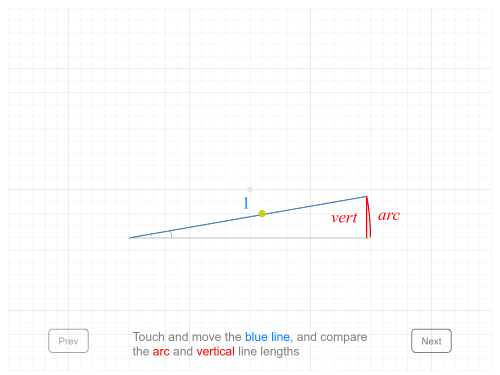 1
vert
arc
Prev
Touch and move the blue line, and compare
the arc and vertical line lengths
Next